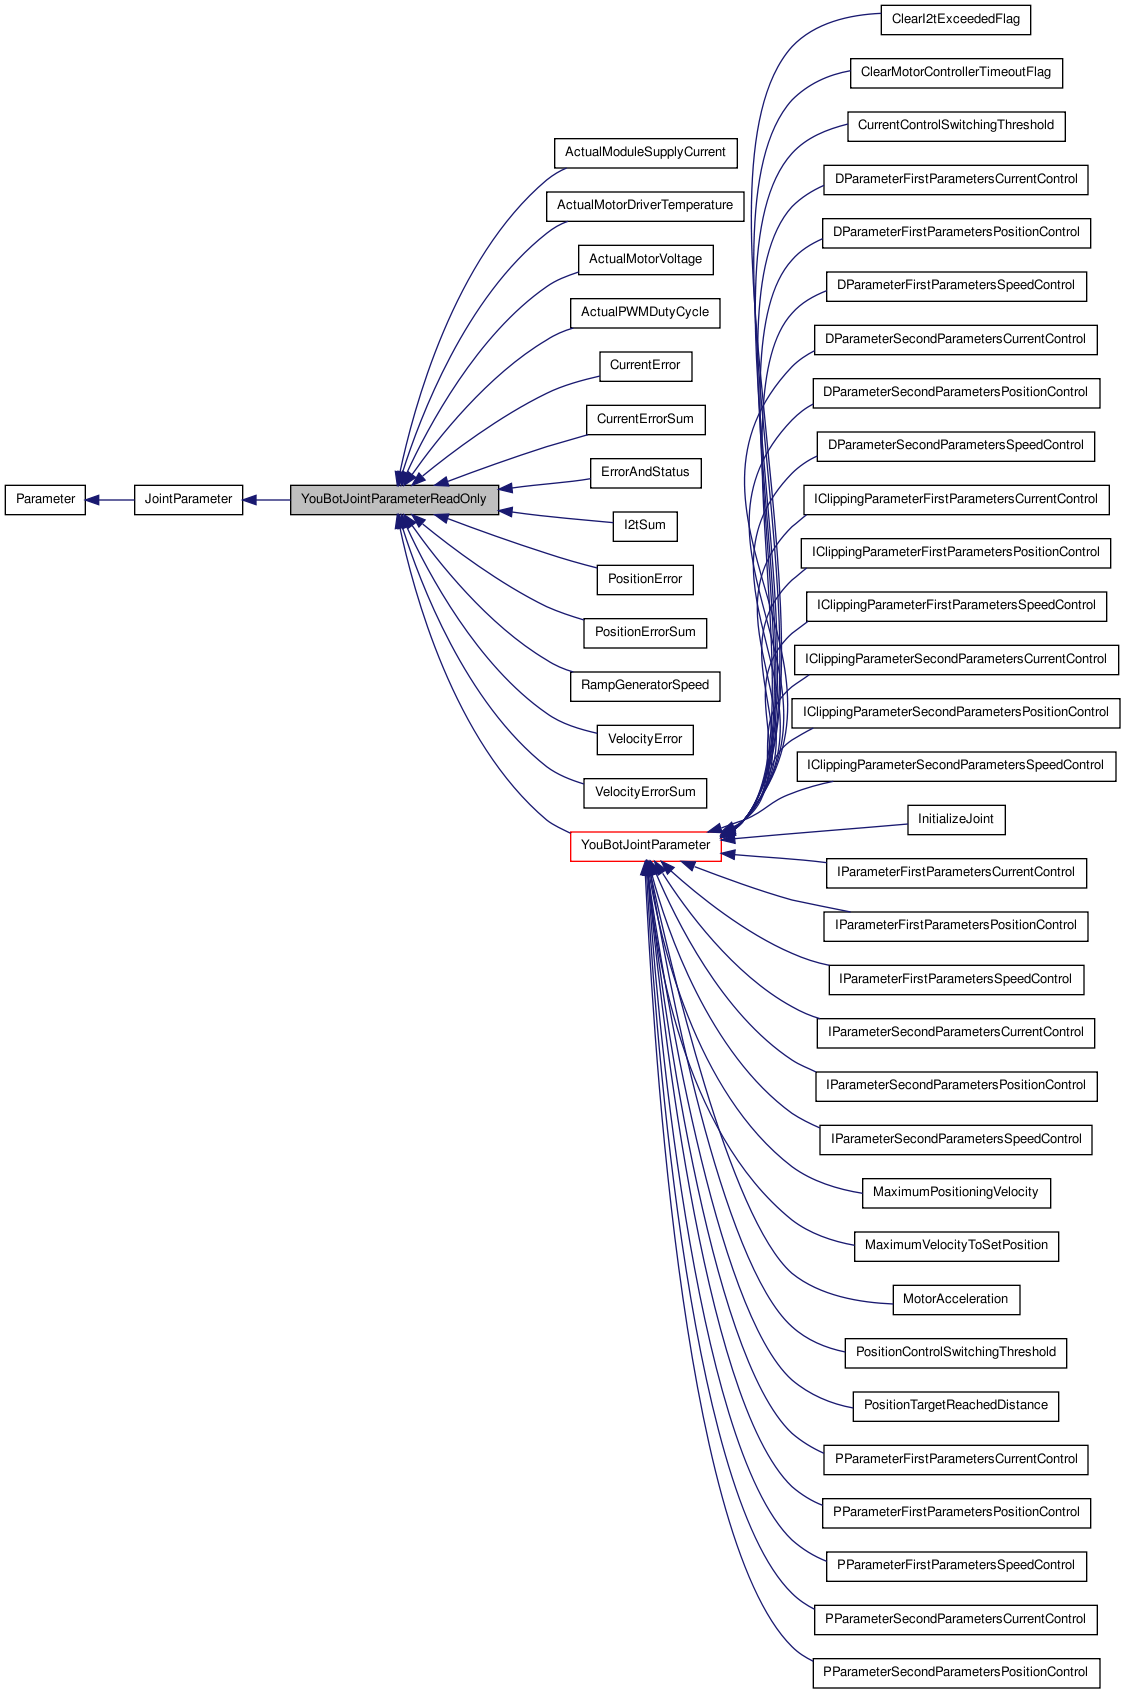 Parameter
JointParameter
YouBotJointParameterReadOnly
ActualModuleSupplyCurrent
ActualMotorDriverTemperature
ActualMotorVoltage
ActualPWMDutyCycle
CurrentError
CurrentErrorSum
ErrorAndStatus
I2tSum
PositionError
PositionErrorSum
RampGeneratorSpeed
VelocityError
VelocityErrorSum
YouBotJointParameter
ClearI2tExceededFlag
ClearMotorControllerTimeoutFlag
CurrentControlSwitchingThreshold
DParameterFirstParametersCurrentControl
DParameterFirstParametersPositionControl
DParameterFirstParametersSpeedControl
DParameterSecondParametersCurrentControl
DParameterSecondParametersPositionControl
DParameterSecondParametersSpeedControl
IClippingParameterFirstParametersCurrentControl
IClippingParameterFirstParametersPositionControl
IClippingParameterFirstParametersSpeedControl
IClippingParameterSecondParametersCurrentControl
IClippingParameterSecondParametersPositionControl
IClippingParameterSecondParametersSpeedControl
InitializeJoint
IParameterFirstParametersCurrentControl
IParameterFirstParametersPositionControl
IParameterFirstParametersSpeedControl
IParameterSecondParametersCurrentControl
IParameterSecondParametersPositionControl
IParameterSecondParametersSpeedControl
MaximumPositioningVelocity
MaximumVelocityToSetPosition
MotorAcceleration
PositionControlSwitchingThreshold
PositionTargetReachedDistance
PParameterFirstParametersCurrentControl
PParameterFirstParametersPositionControl
PParameterFirstParametersSpeedControl
PParameterSecondParametersCurrentControl
PParameterSecondParametersPositionControl